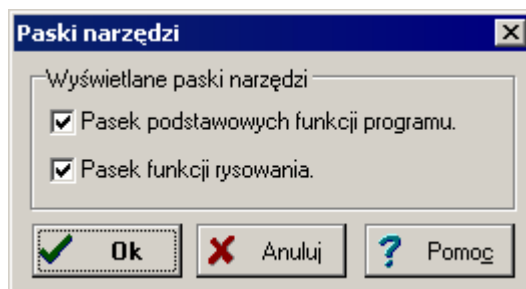 Paski narzędzi
Wyświetlane paski narzędzi
Pasek podstawowych funkcji programu.
Pasek funkcji rysowania.
Ok Anuluj Pomoc